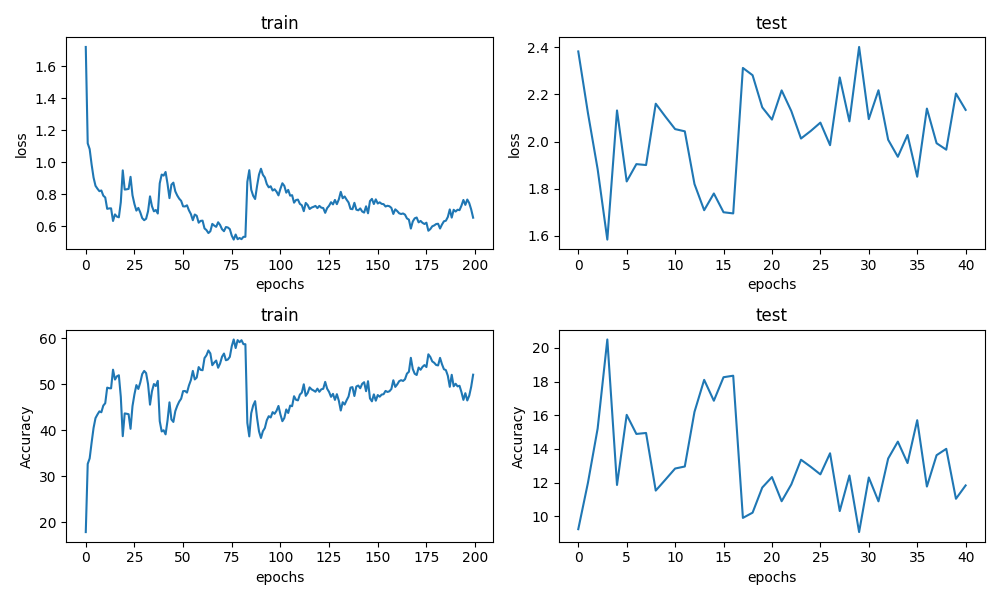 train
loss
1.6
1.4
1.2
1.0
0.8
0.6
0 25 50 75 100 125 150 175 200
epochs
test
loss
2.4
2.2
2.0
1.8
1.6
0 5 10 15 20 25 30 35 40
epochs
train
Accuracy
60
50
40
30
20
0 25 50 75 100 125 150 175 200
epochs
test
Accuracy
20
18
16
14
12
10
0 5 10 15 20 25 30 35 40
epochs